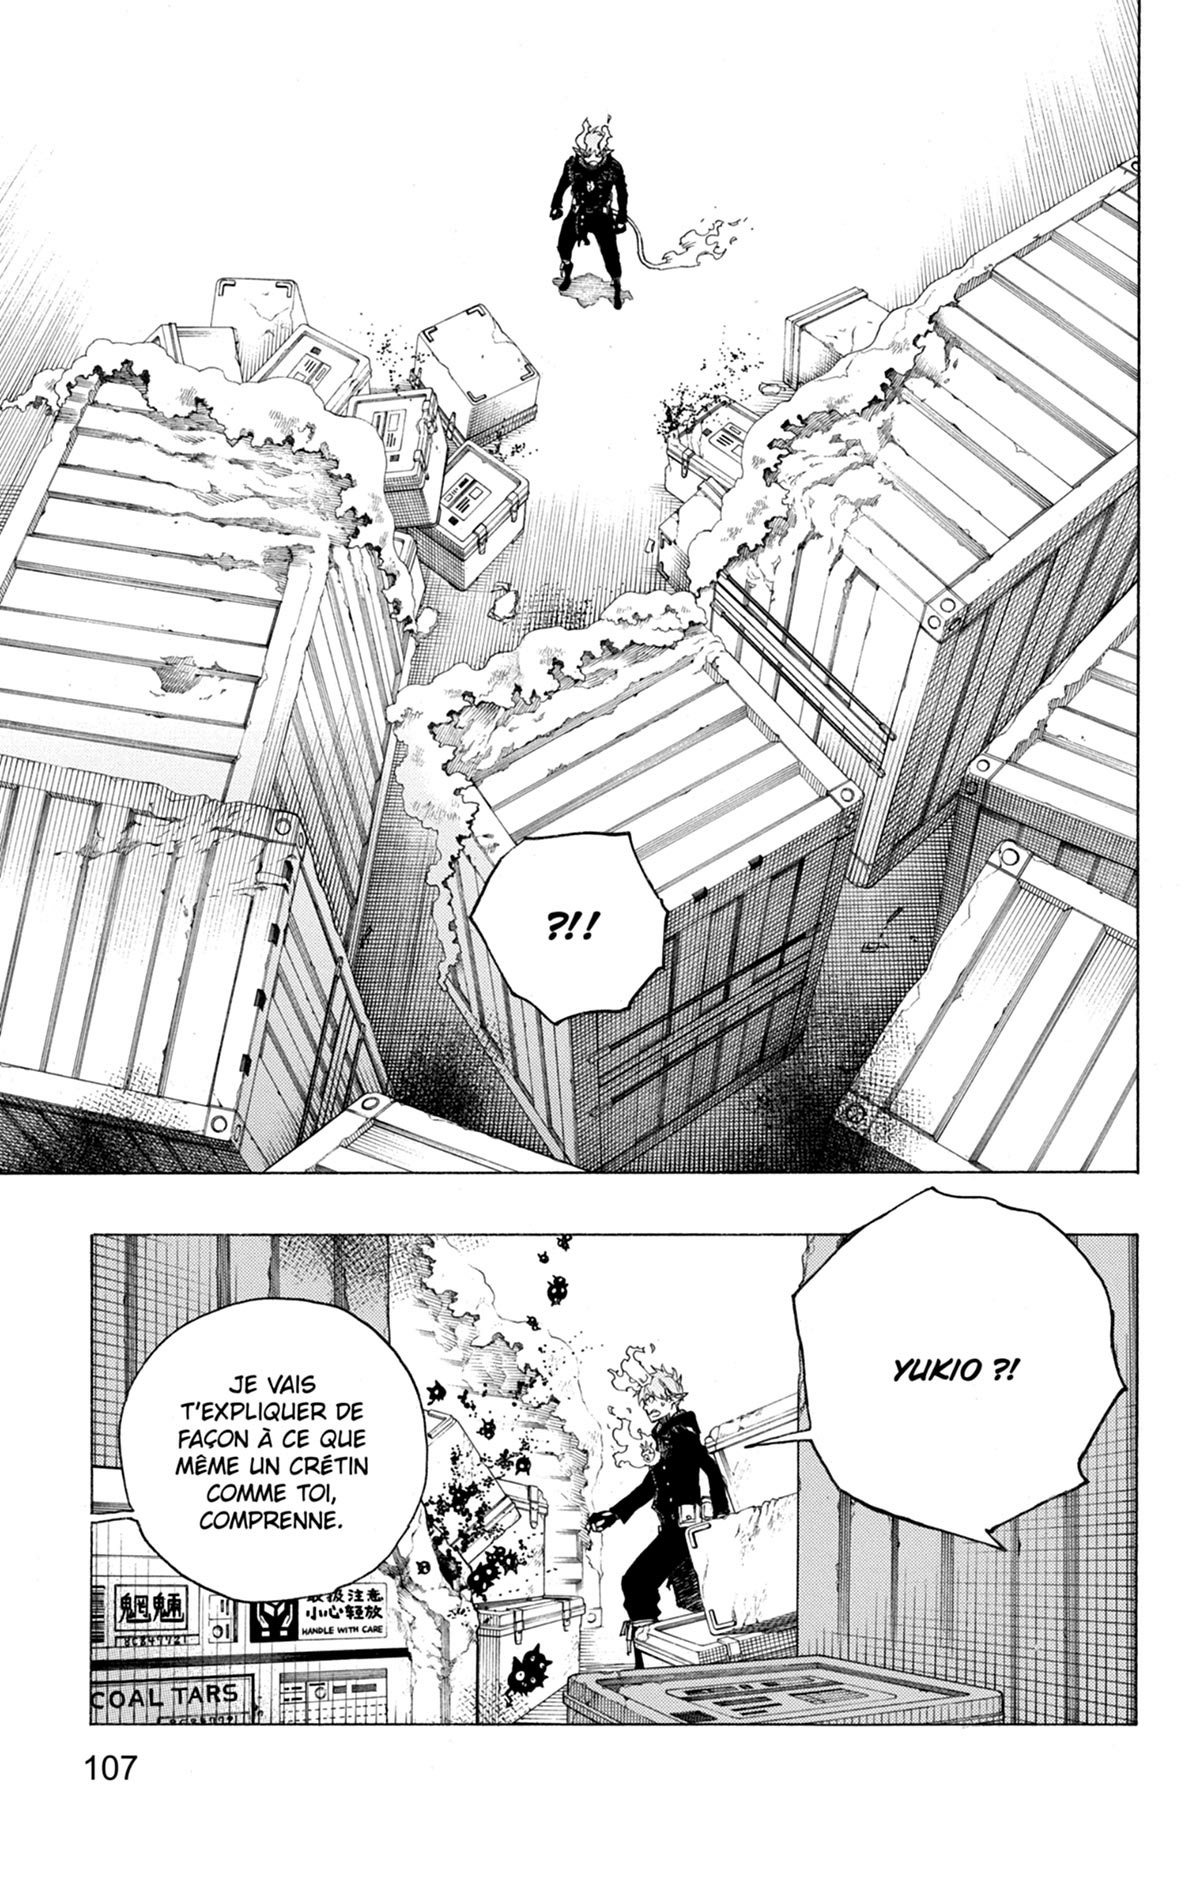 ?!!
YUKIO ?!
JE VAIS
T'EXPLIQUER DE
FAÇON À CE QUE
MÊME UN CRÉTIN
COMME TOI,
COMPRENNE.
魍魎
取扱注意
小心轻放
HANDLE WITH CARE
COAL TARS
107